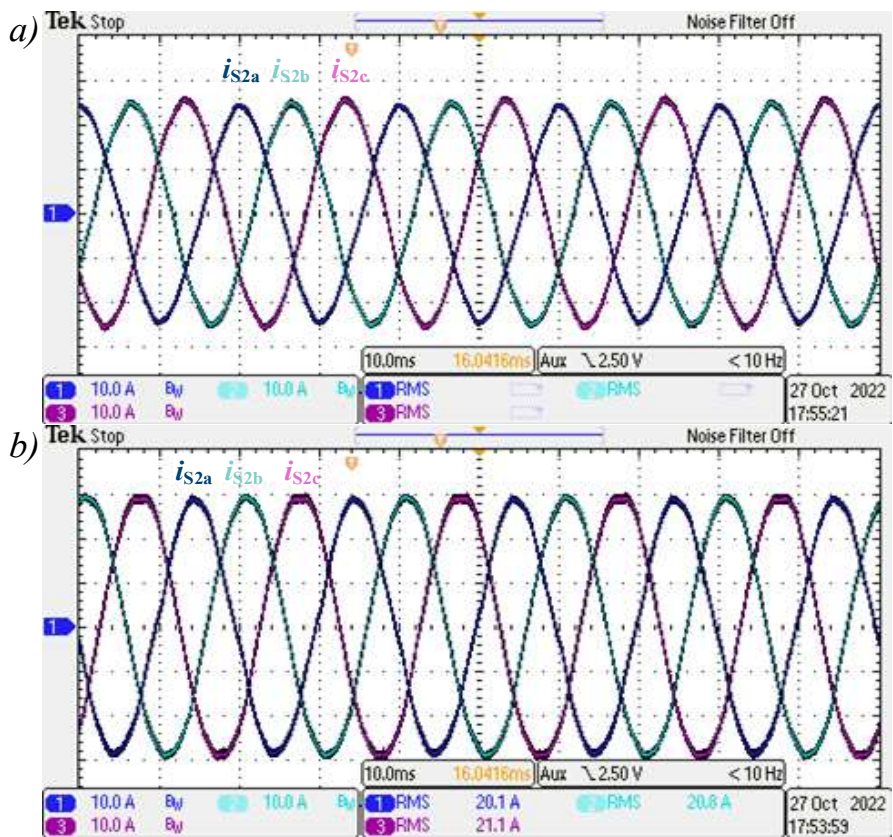 a) Tek Stop Noise Filter Off
iS2a iS2b iS2c
1
10.0ms 16.0416ms Aux 2.50 V < 10 Hz
1 10.0 A BW 2 10.0 A BW 1 RMS 2 RMS 27 Oct 2022
3 10.0 A BW 3 RMS 17:55:21
b) Tek Stop Noise Filter Off
iS2a iS2b iS2c
1
10.0ms 16.0416ms Aux 2.50 V < 10 Hz
1 10.0 A BW 2 10.0 A BW 1 RMS 20.1 A 2 RMS 20.8 A 27 Oct 2022
3 10.0 A BW 3 RMS 21.1 A 17:53:59